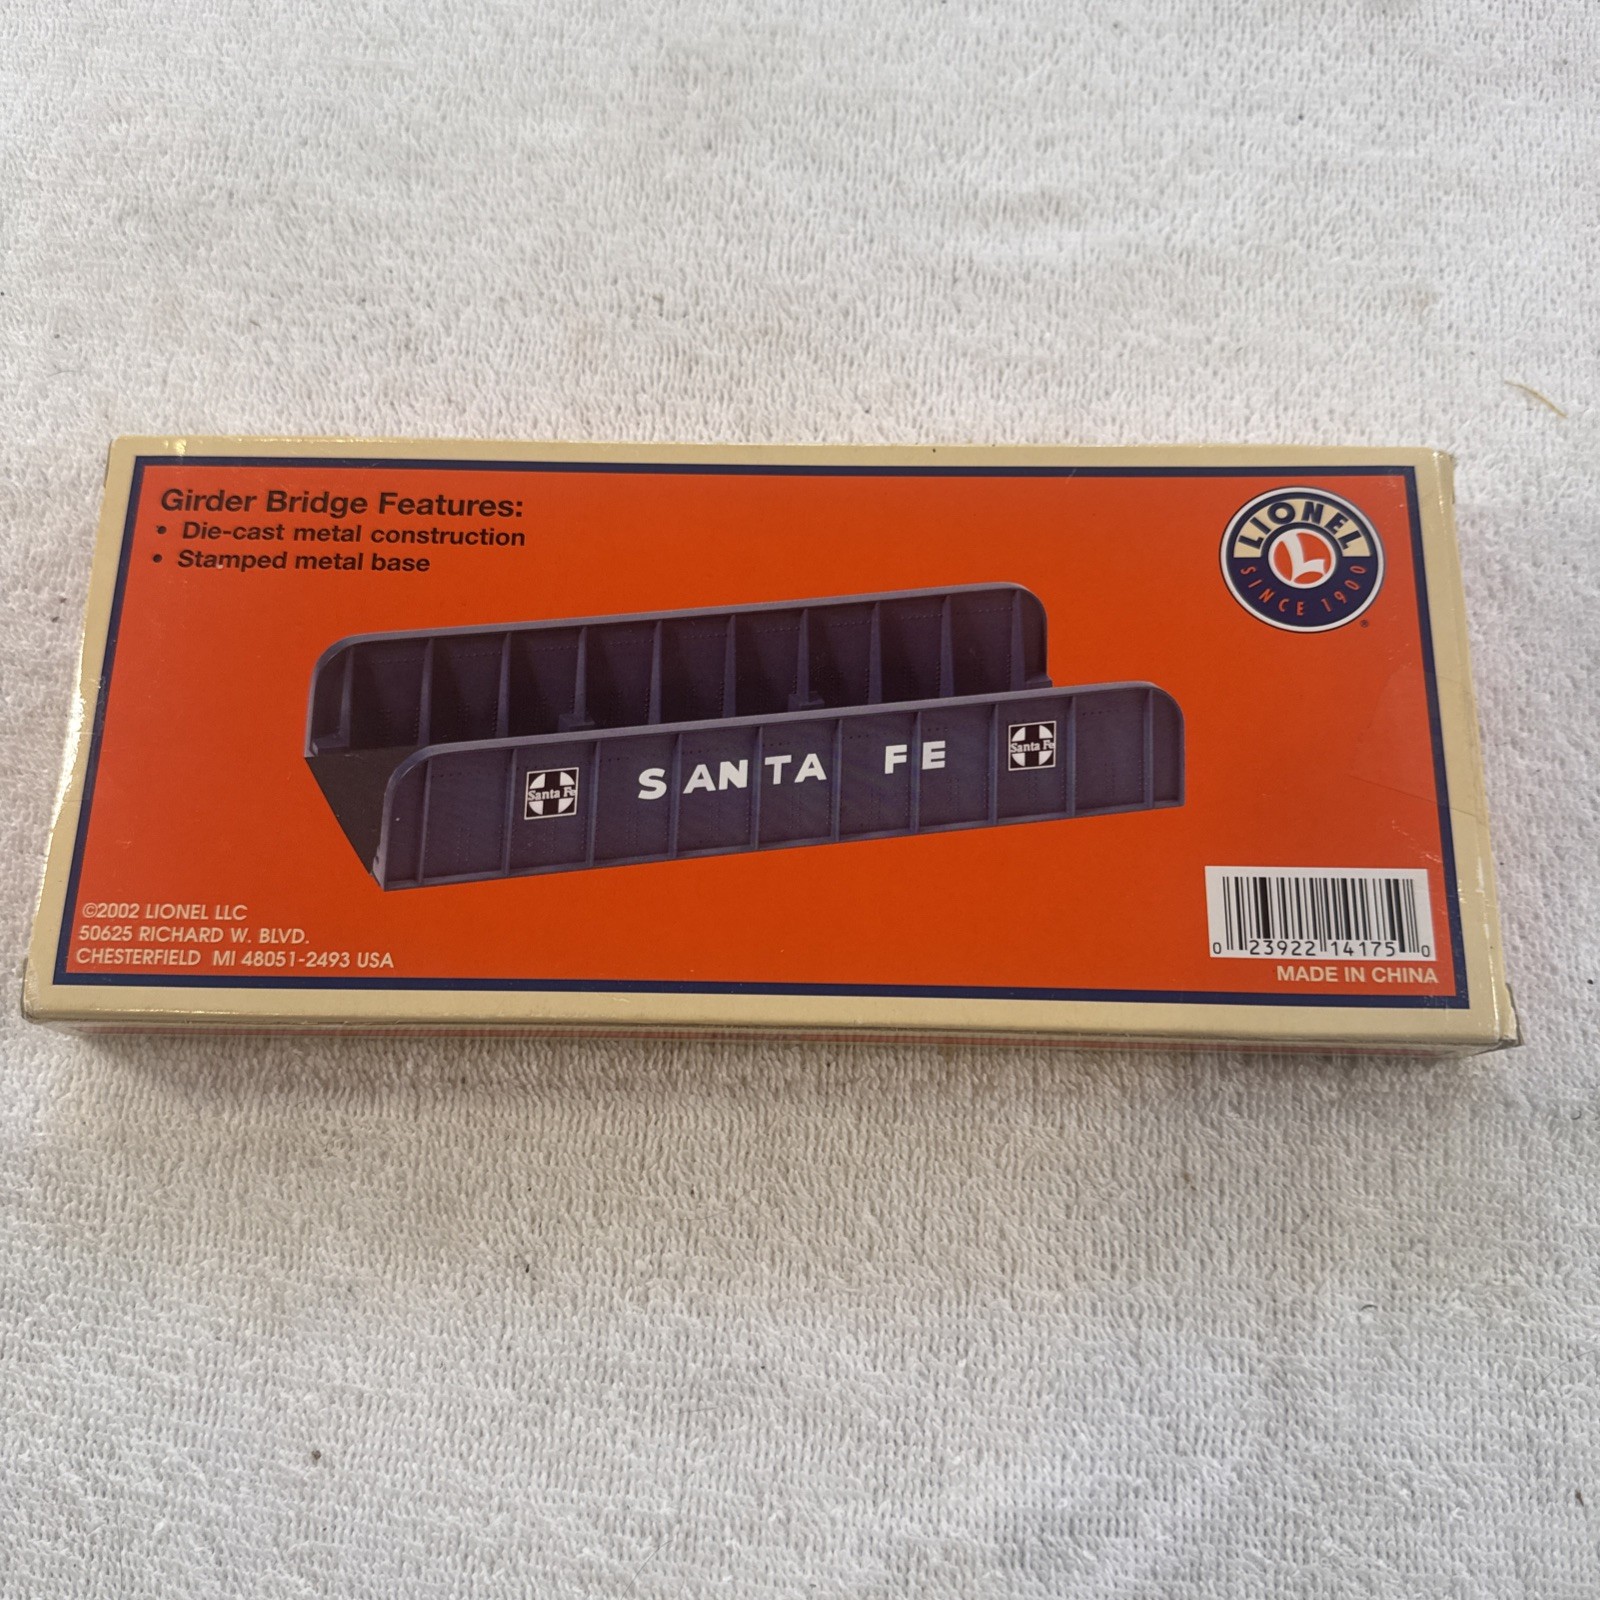 Girder Bridge Features:
• Die-cast metal construction
• Stamped metal base
LIONEL
L
SINCE 1900
®
Santa Fe
SANTA FE
Santa Fe
©2002 LIONEL LLC
50625 RICHARD W. BLVD.
CHESTERFIELD MI 48051-2493 USA
0 23922 14175 0
MADE IN CHINA